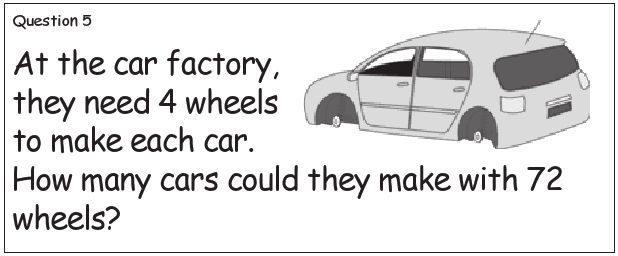 Question 5
At the car factory,
they need 4 wheels
to make each car.
How many cars could they make with 72
wheels?